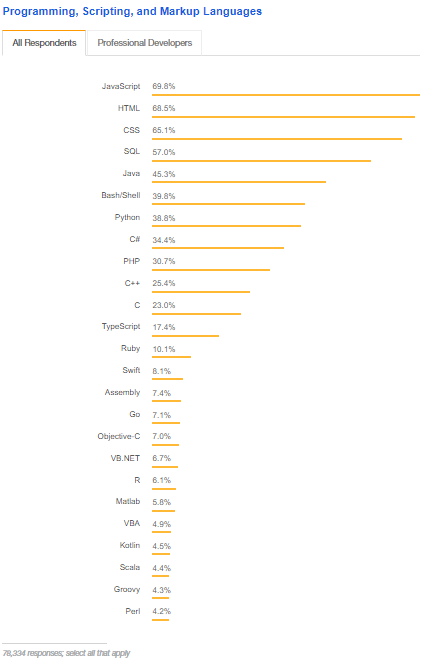 Programming, Scripting, and Markup Languages
All Respondents Professional Developers
JavaScript 69.8%
HTML 68.5%
CSS 65.1%
SQL 57.0%
Java 45.3%
Bash/Shell 39.8%
Python 38.8%
C# 34.4%
PHP 30.7%
C++ 25.4%
C 23.0%
TypeScript 17.4%
Ruby 10.1%
Swift 8.1%
Assembly 7.4%
Go 7.1%
Objective-C 7.0%
VB.NET 6.7%
R 6.1%
Matlab 5.8%
VBA 4.9%
Kotlin 4.5%
Scala 4.4%
Groovy 4.3%
Perl 4.2%
78,334 responses; select all that apply